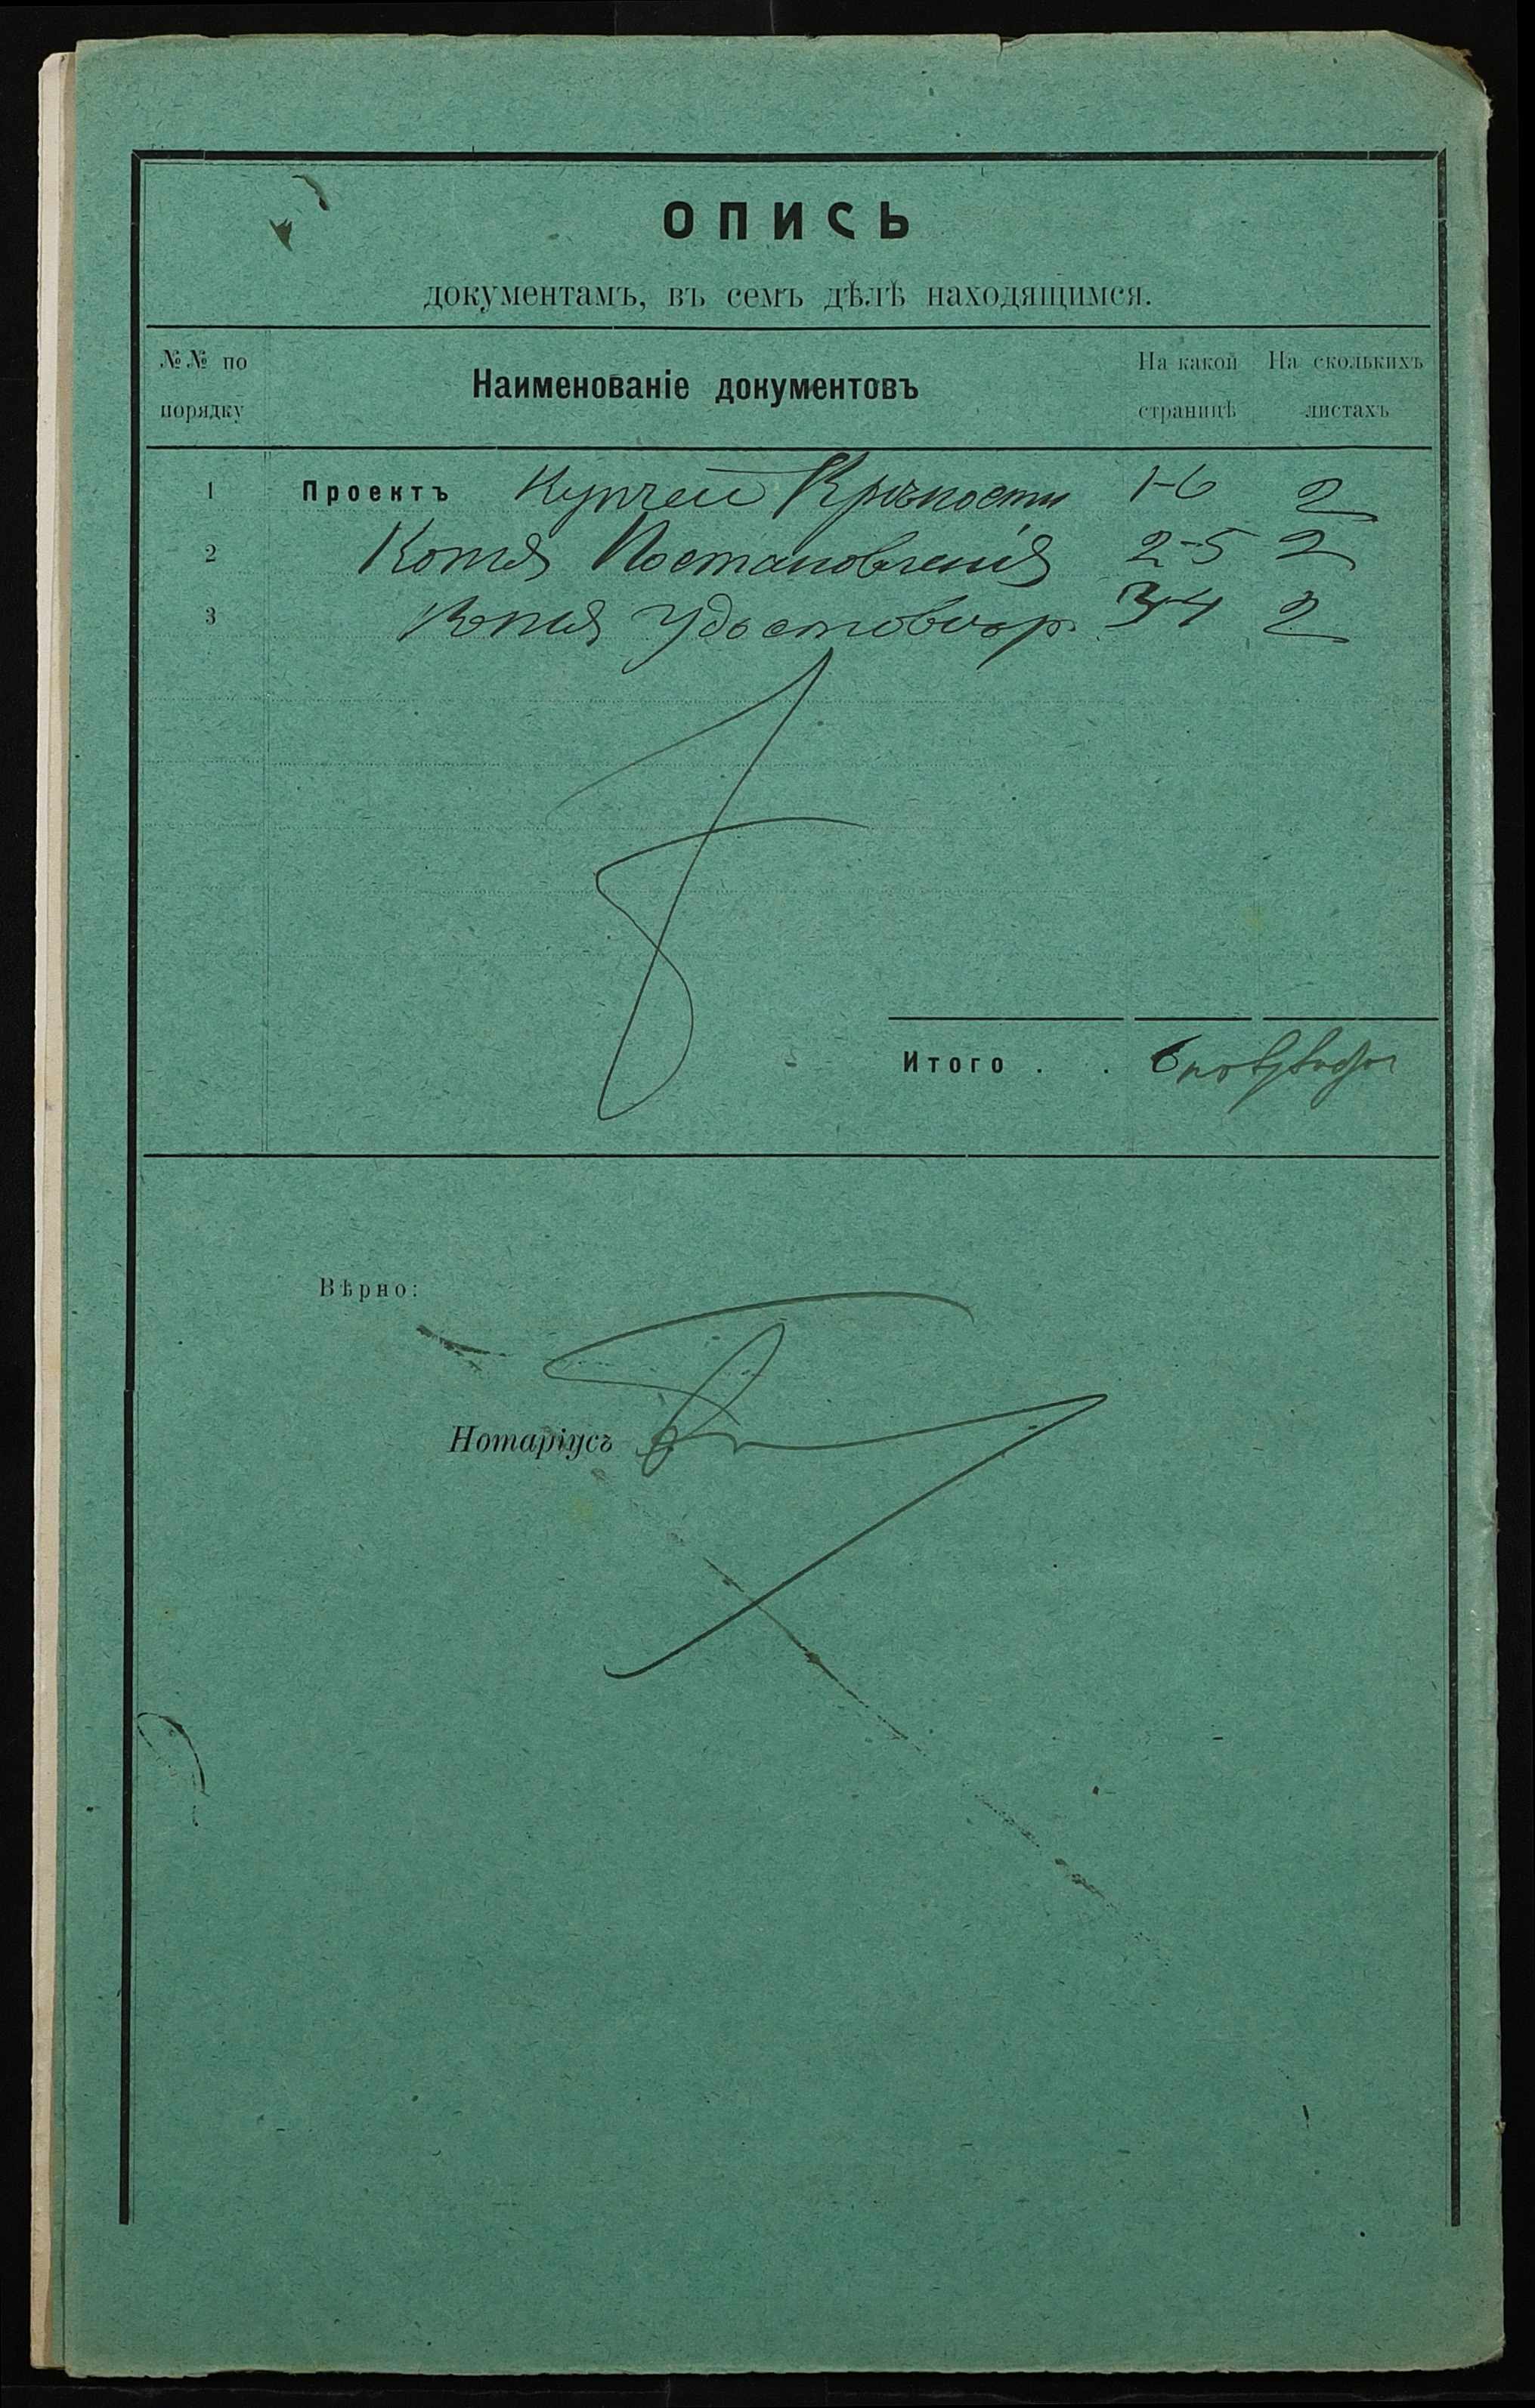 ОПИСЬ
документамъ, въ семъ дѣлѣ находящимся.
№№ по порядку
Наименованіе документовъ
На какой страницѣ
На сколькихъ листахъ
1 Проектъ Купчей Крѣпости 1-6 2
2 Копія Постановленія 2-5 2
3 Копія Удостовѣр. 3-4 2
Итого . . 6
Вѣрно:
Нотаріусъ